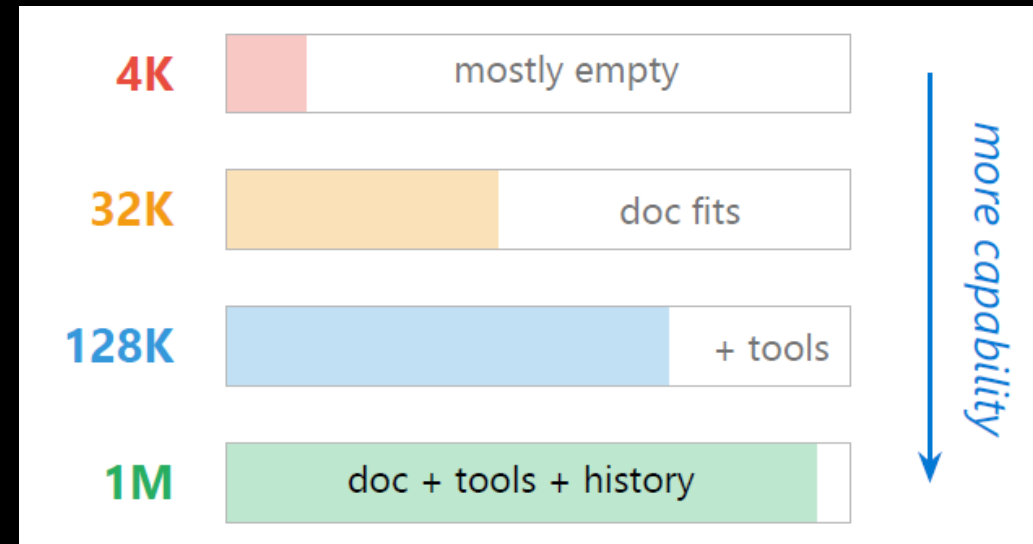 4K
mostly empty
32K
doc fits
128K
+ tools
1M
doc + tools + history
more capability